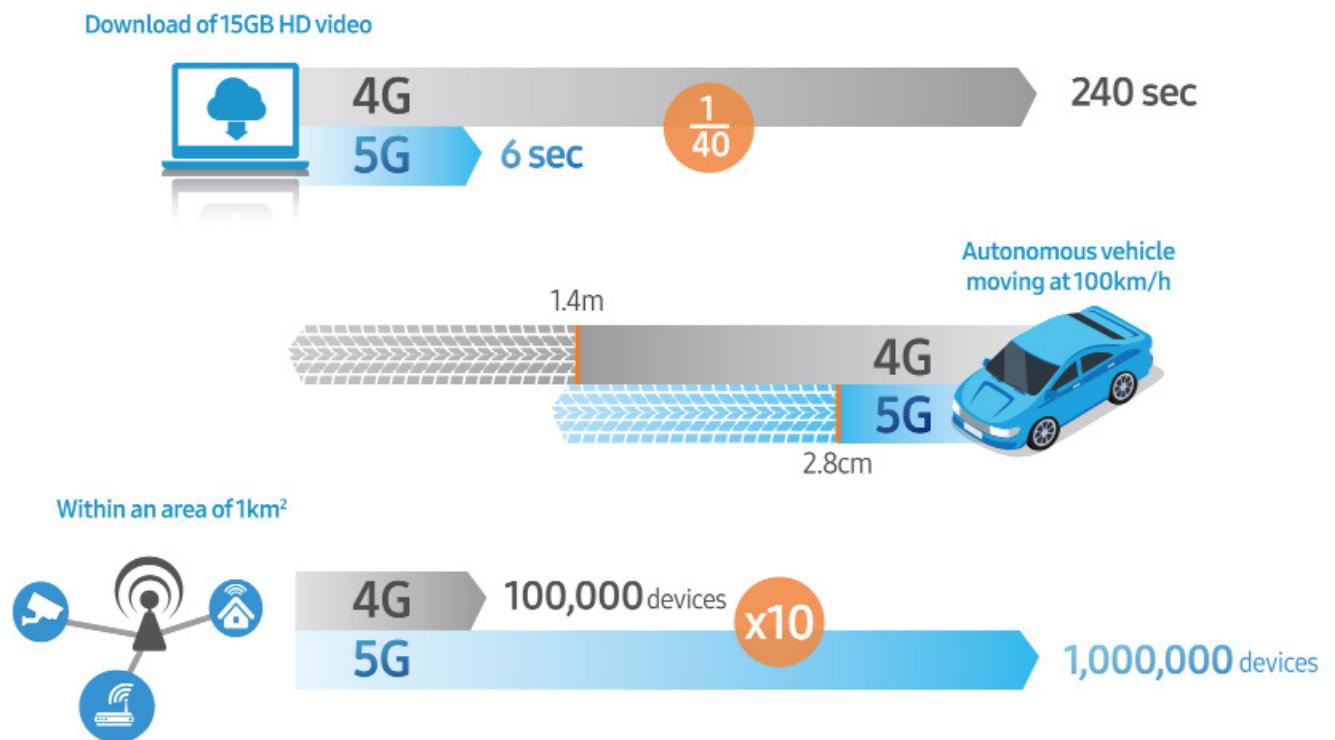 Download of 15GB HD video
4G
240 sec
1
40
5G
6 sec
Autonomous vehicle
moving at 100km/h
1.4m
4G
5G
2.8cm
Within an area of 1km²
4G
100,000 devices
x10
5G
1,000,000 devices